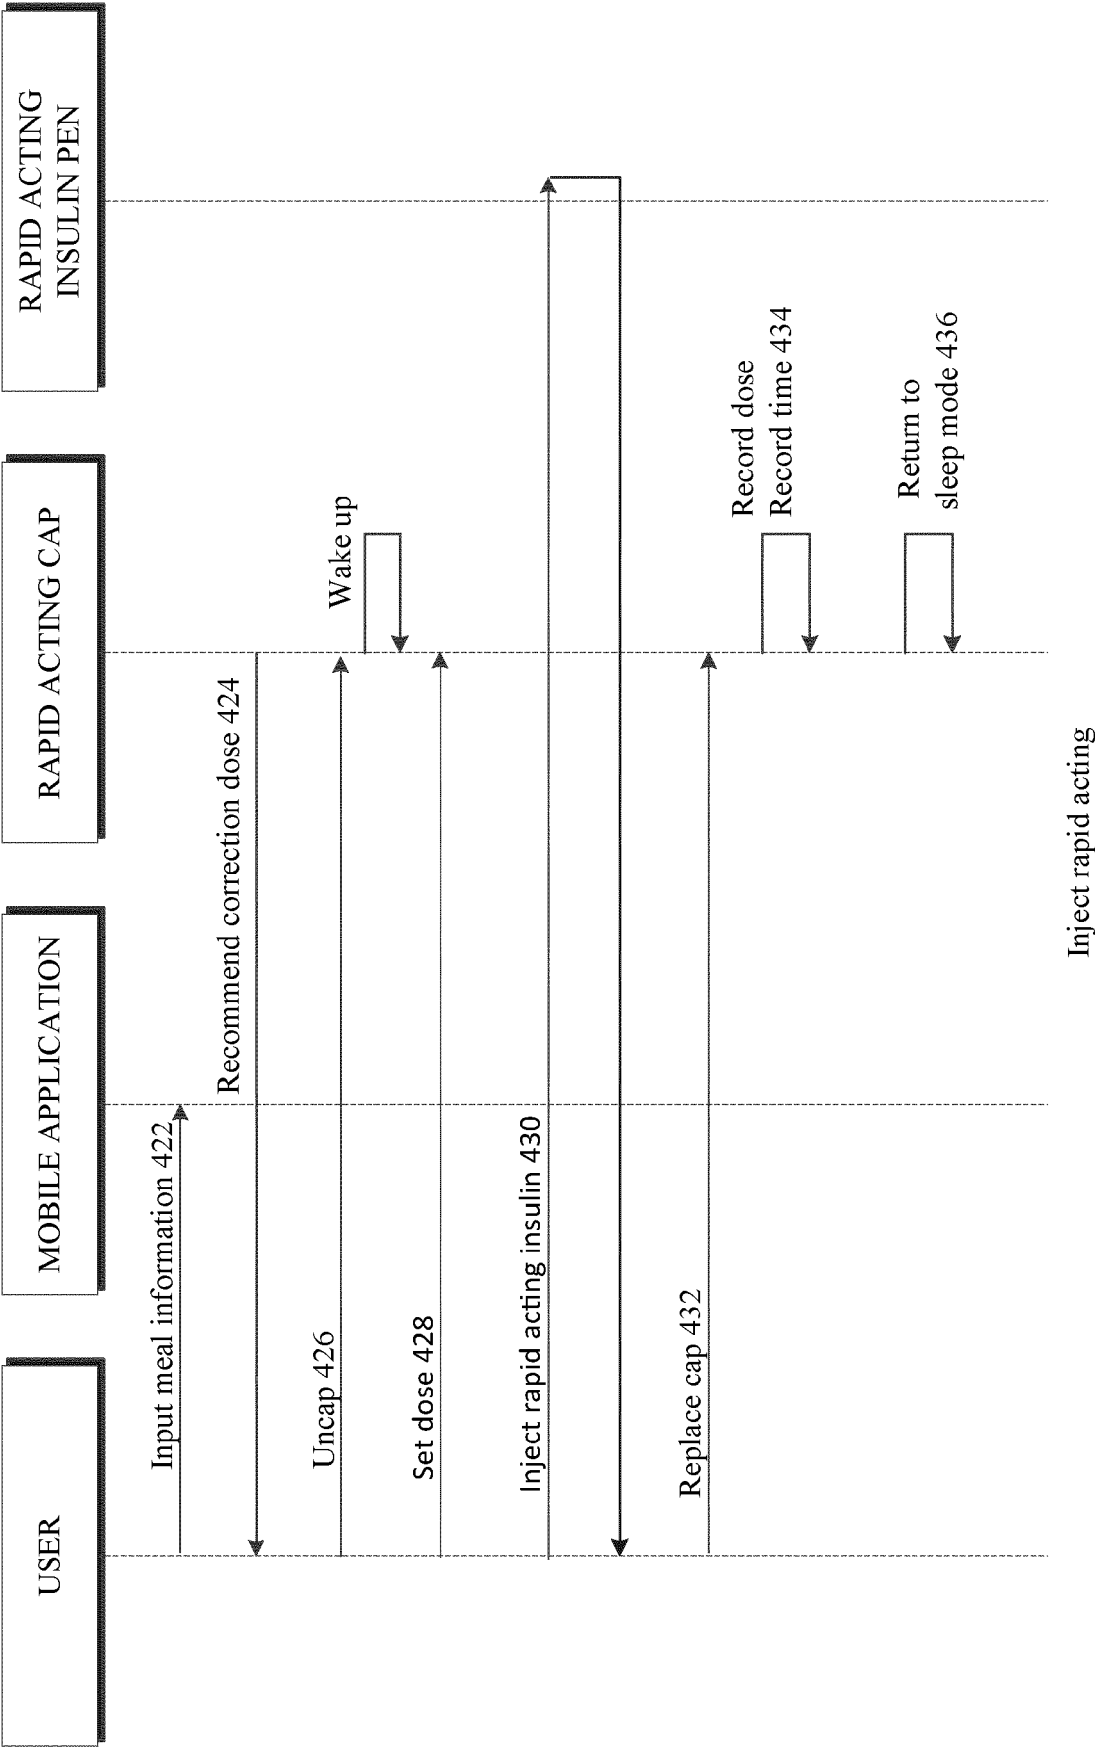 USER
MOBILE APPLICATION
RAPID ACTING CAP
RAPID ACTING
INSULIN PEN
Input meal information 422
Recommend correction dose 424
Uncap 426
Wake up
Set dose 428
Inject rapid acting insulin 430
Replace cap 432
Record dose
Record time 434
Return to
sleep mode 436
Inject rapid acting